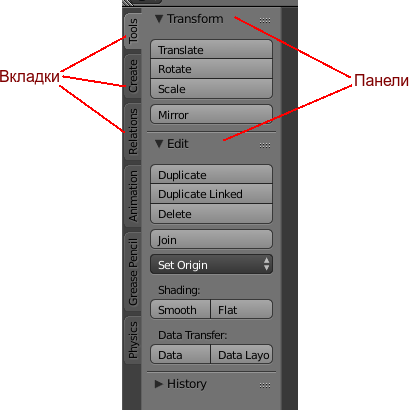 Вкладки
Панели
Tools
Create
Relations
Animation
Grease Pencil
Physics
Transform
Translate
Rotate
Scale
Mirror
Edit
Duplicate
Duplicate Linked
Delete
Join
Set Origin
Shading:
Smooth Flat
Data Transfer:
Data Data Layo
History